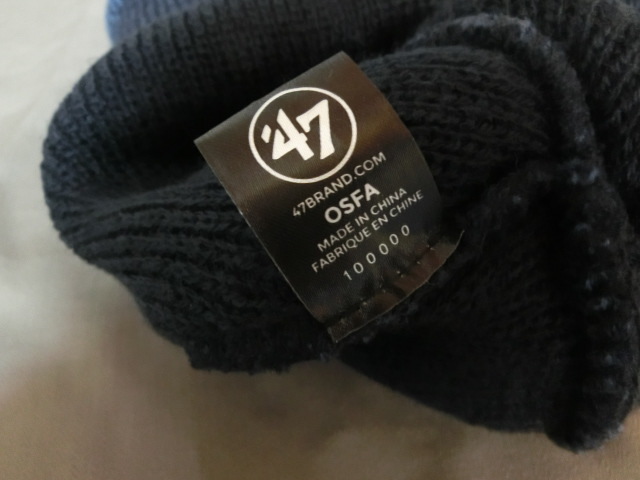 '47
47BRAND.COM
OSFA
MADE IN CHINA
FABRIQUE EN CHINE
100000